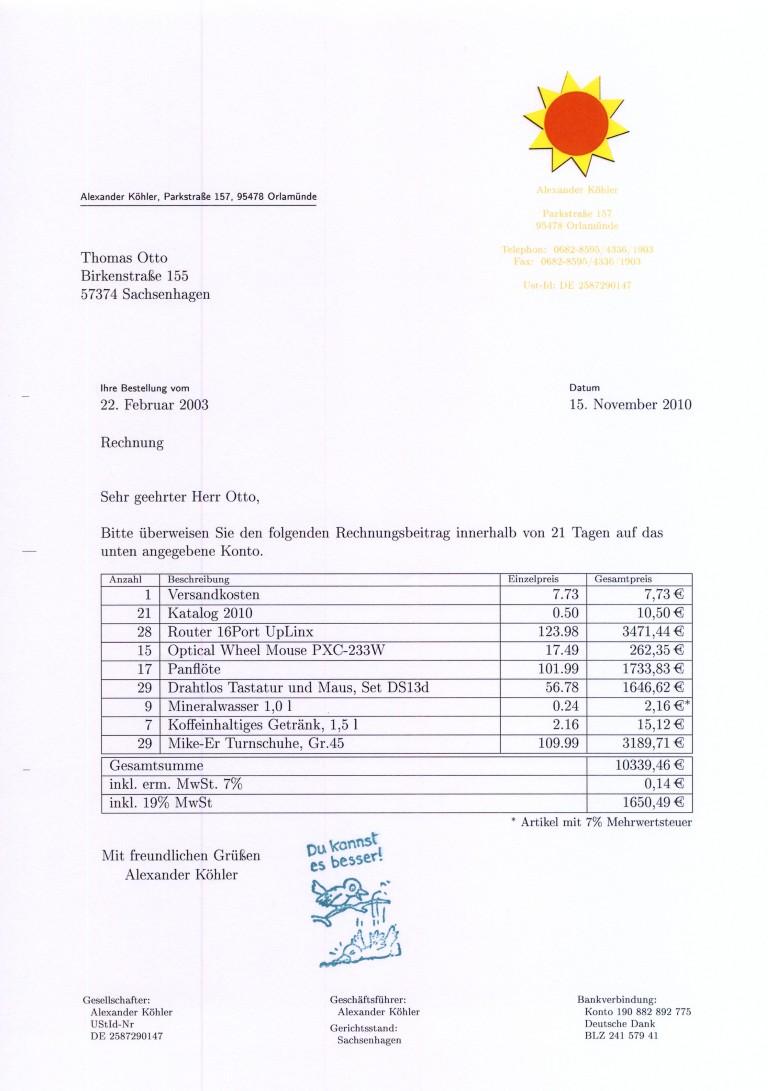 Alexander Köhler
Parkstraße 157
95478 Orlamünde
Telephon: 0682-8595/4336/1903
Fax: 0682-8595/4336/1903
Ust-Id: DE 2587290147
Alexander Köhler, Parkstraße 157, 95478 Orlamünde
Thomas Otto
Birkenstraße 155
57374 Sachsenhagen
Ihre Bestellung vom Datum
22. Februar 2003 15. November 2010
Rechnung
Sehr geehrter Herr Otto,
Bitte überweisen Sie den folgenden Rechnungsbeitrag innerhalb von 21 Tagen auf das
unten angegebene Konto.
Anzahl Beschreibung Einzelpreis Gesamtpreis
1 Versandkosten 7.73 7,73 €
21 Katalog 2010 0.50 10,50 €
28 Router 16Port UpLinx 123.98 3471,44 €
15 Optical Wheel Mouse PXC-233W 17.49 262,35 €
17 Panflöte 101.99 1733,83 €
29 Drahtlos Tastatur und Maus, Set DS13d 56.78 1646,62 €
9 Mineralwasser 1,0 l 0.24 2,16 €*
7 Koffeinhaltiges Getränk, 1,5 l 2.16 15,12 €
29 Mike-Er Turnschuhe, Gr.45 109.99 3189,71 €
Gesamtsumme 10339,46 €
inkl. erm. MwSt. 7% 0,14 €
inkl. 19% MwSt 1650,49 €
* Artikel mit 7% Mehrwertsteuer
Mit freundlichen Grüßen
Alexander Köhler
Du kannst
es besser!
Gesellschafter:
Alexander Köhler
UStId-Nr
DE 2587290147
Geschäftsführer:
Alexander Köhler
Gerichtsstand:
Sachsenhagen
Bankverbindung:
Konto 190 882 892 775
Deutsche Dank
BLZ 241 579 41